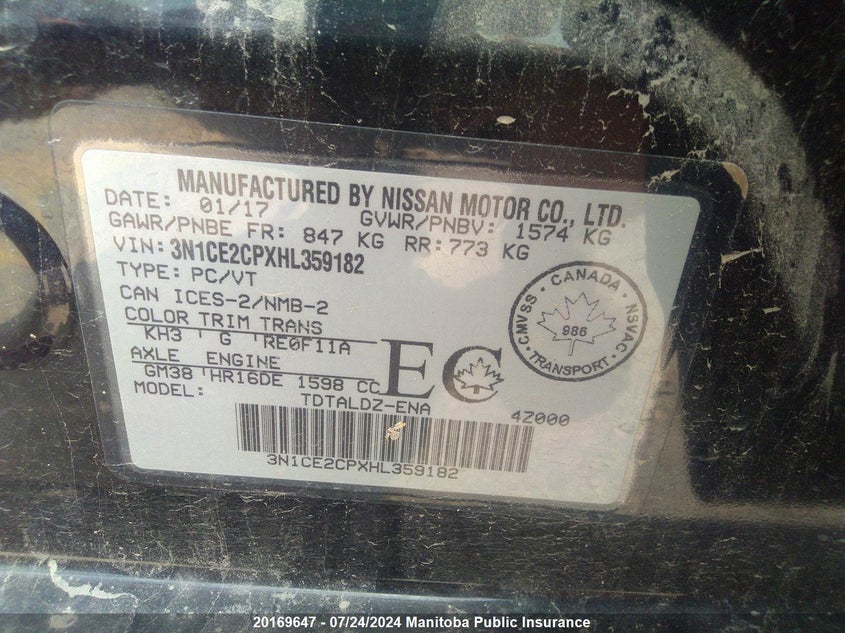 MANUFACTURED BY NISSAN MOTOR CO., LTD.
DATE: 01/17 GVWR/PNBV: 1574 KG
GAWR/PNBE FR: 847 KG RR: 773 KG
VIN: 3N1CE2CPXHL359182
TYPE: PC/VT
CAN ICES-2/NMB-2
COLOR TRIM TRANS
KH3 G RE0F11A
AXLE ENGINE
GM38 HR16DE 1598 CC
MODEL: TDTALDZ-ENA 4Z000
EC
CANADA
CMVSS
NSVAC
986
TRANSPORT
3N1CE2CPXHL359182
20169647 - 07/24/2024 Manitoba Public Insurance